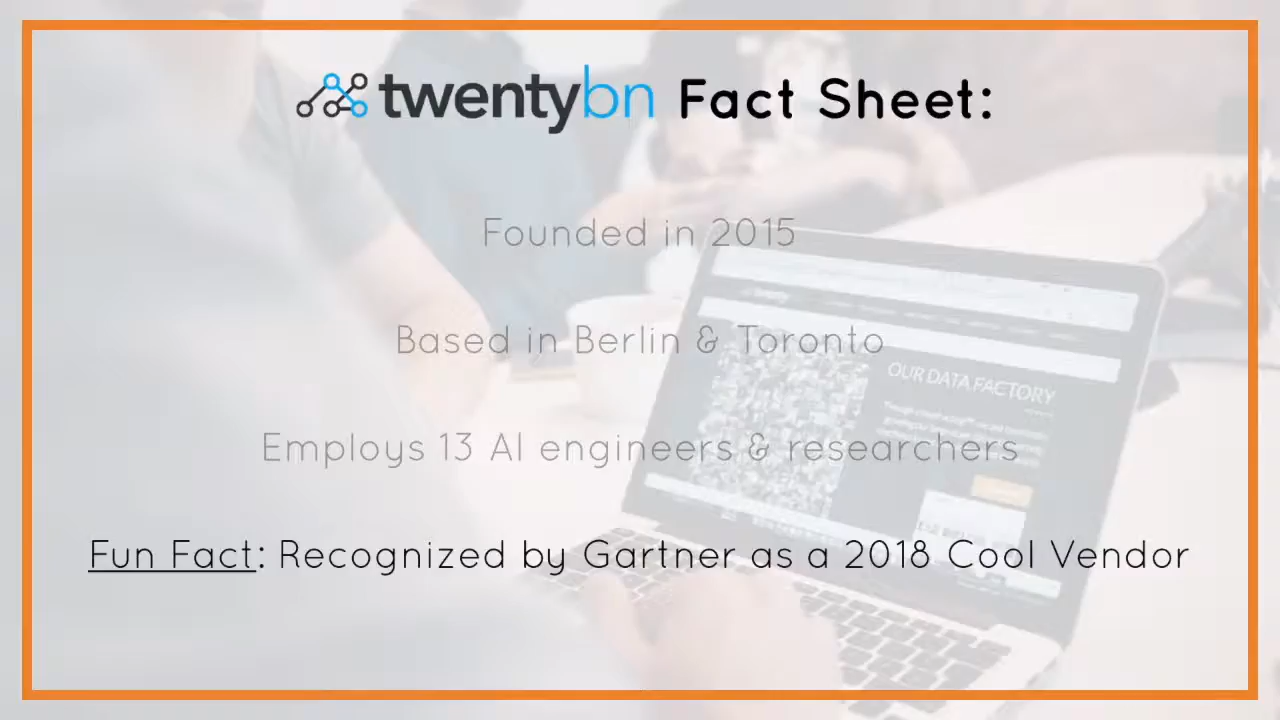 twentybn Fact Sheet:
Founded in 2015
Based in Berlin & Toronto
OUR DATA FACTORY
Employs 13 AI engineers & researchers
Fun Fact: Recognized by Gartner as a 2018 Cool Vendor